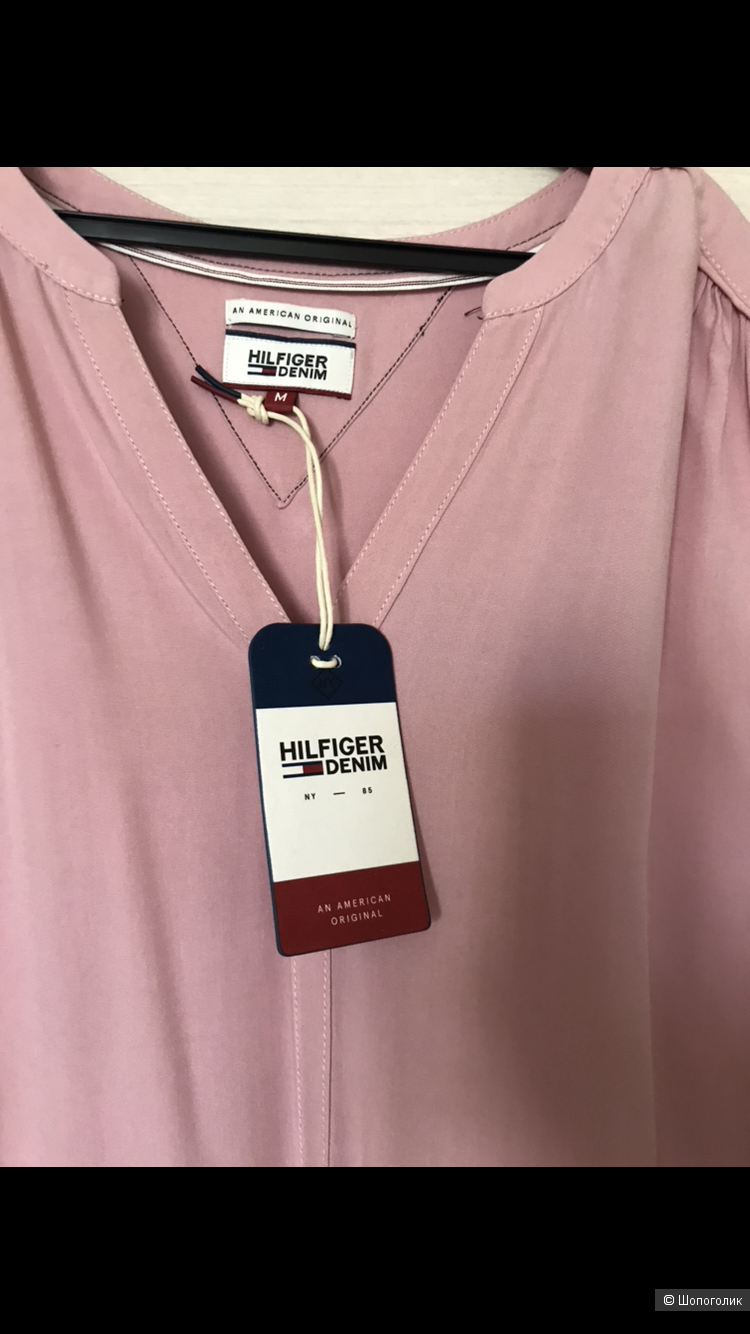 AN AMERICAN ORIGINAL
HILFIGER
DENIM
M
HILFIGER
DENIM
NY — 85
AN AMERICAN
ORIGINAL
© Шопоголик